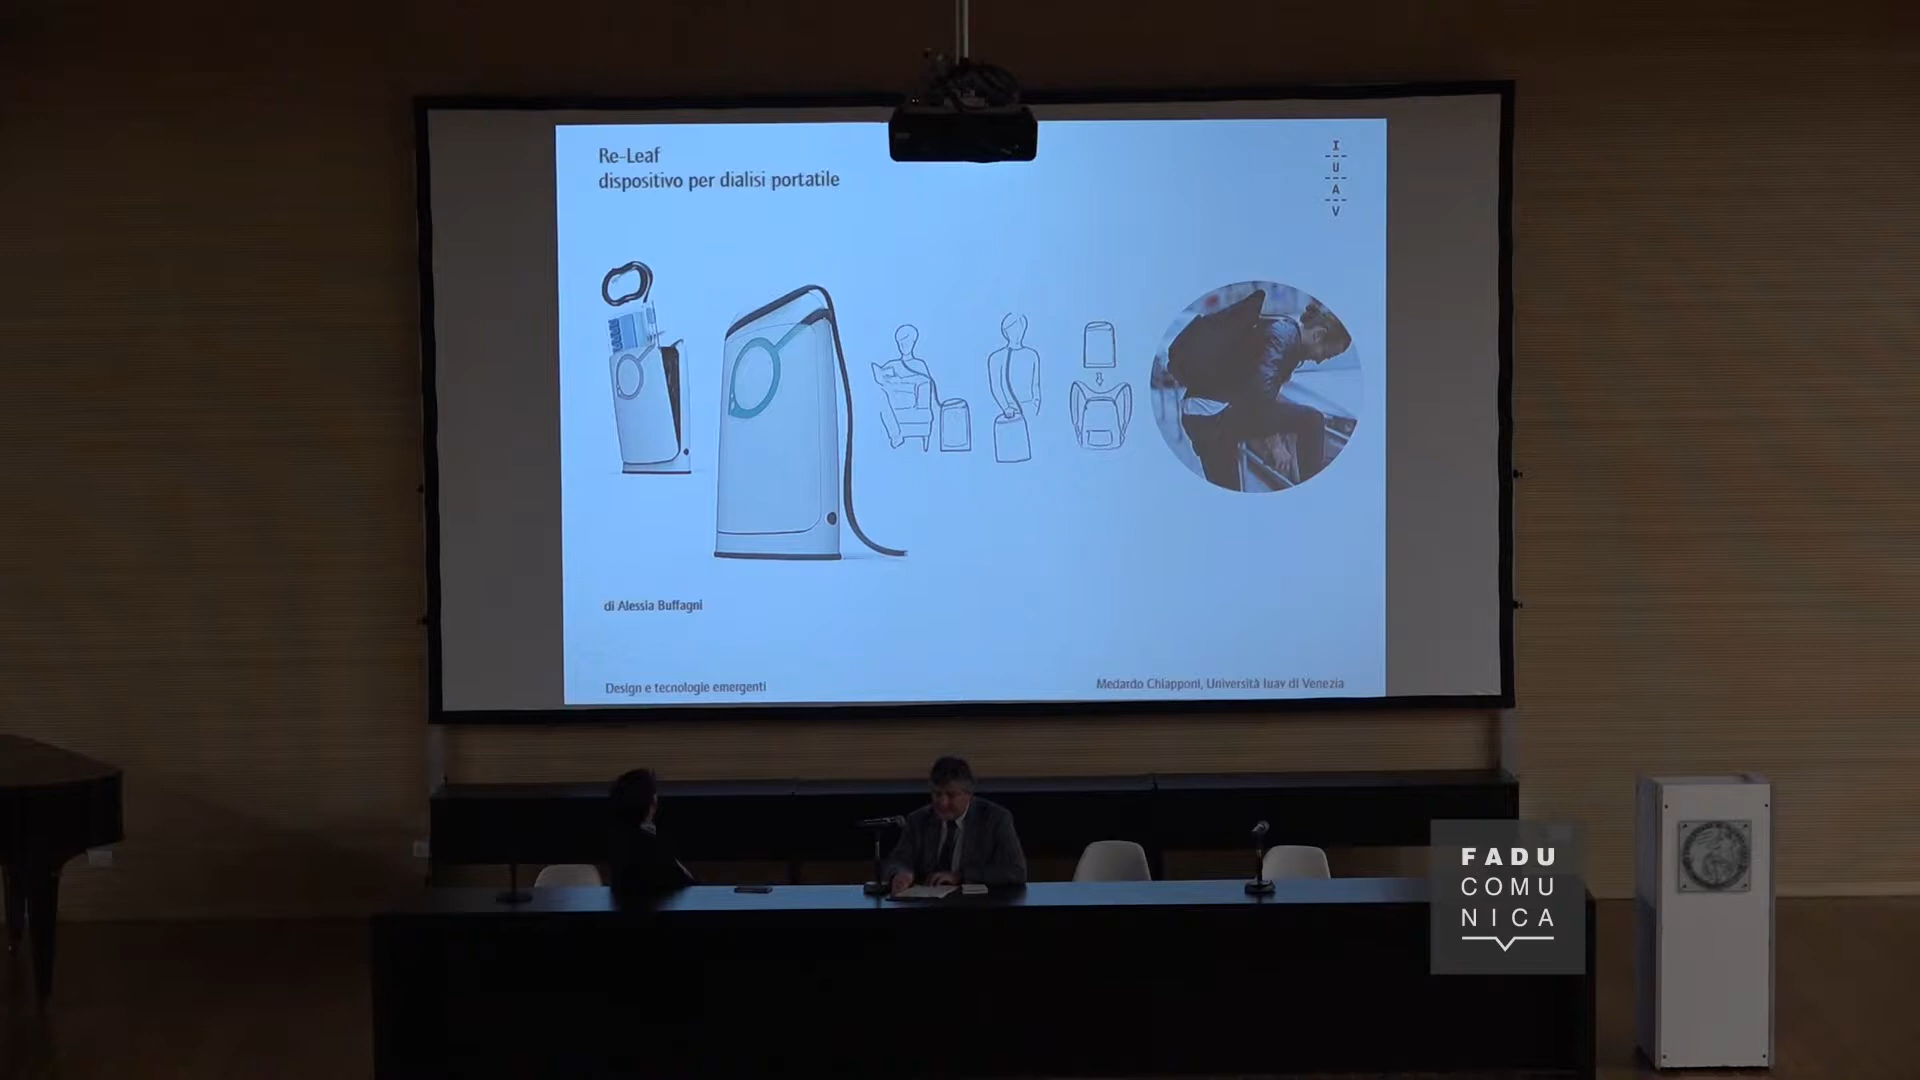 Re-Leaf
dispositivo per dialisi portatile
I
U
A
V
di Alessia Buffagni
Design e tecnologie emergenti
Medardo Chiapponi, Università Iuav di Venezia
FADU
COMU
NICA